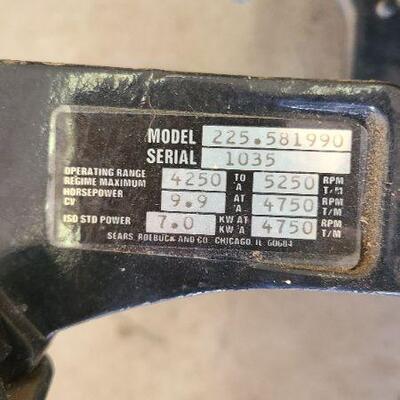 MODEL 225.581990
SERIAL 1035
OPERATING RANGE 4250 TO 5250 RPM
REGIME MAXIMUM A T/M
HORSEPOWER 9.9 AT 4750 RPM
CV A T/M
ISO STD POWER 7.0 KW AT 4750 RPM
KW A T/M
SEARS, ROEBUCK AND CO. CHICAGO, IL 60684